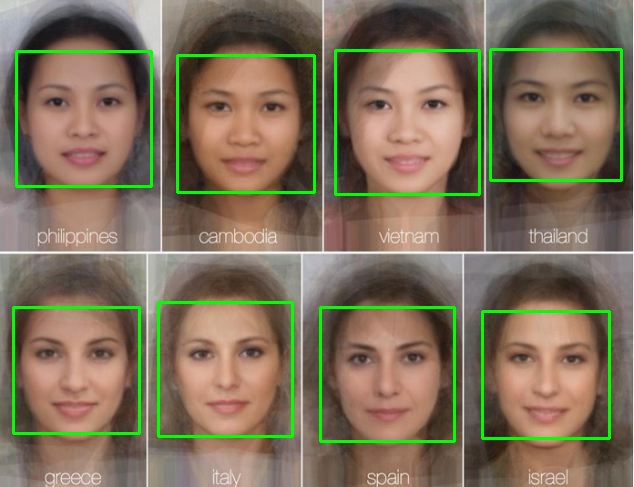 philippines
cambodia
vietnam
thailand
greece
italy
spain
israel